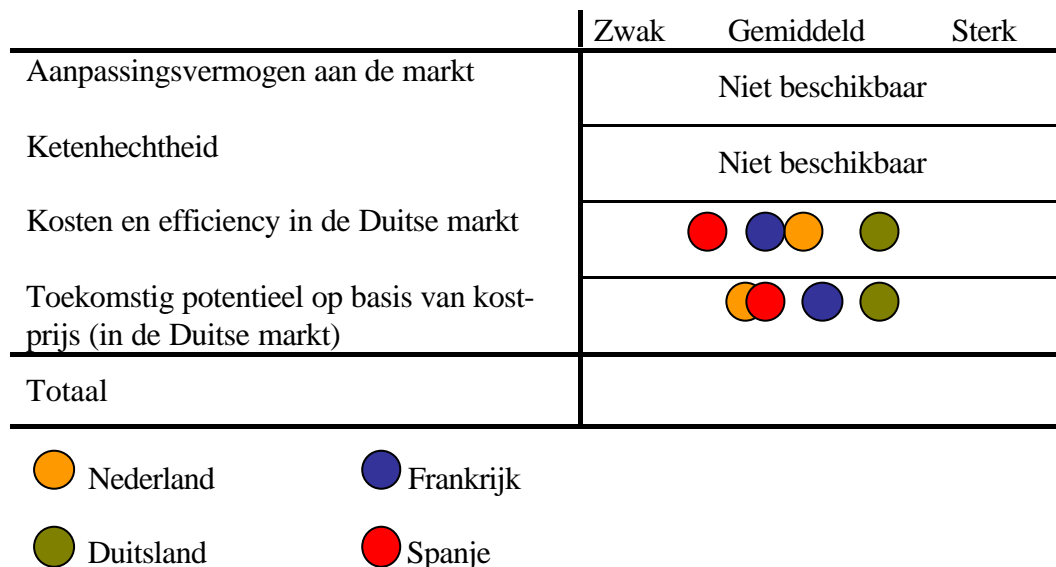 Zwak Gemiddeld Sterk
Aanpassingsvermogen aan de markt
Niet beschikbaar
Ketenhechtheid
Niet beschikbaar
Kosten en efficiency in de Duitse markt
Toekomstig potentieel op basis van kost-
prijs (in de Duitse markt)
Totaal
Nederland Frankrijk
Duitsland Spanje